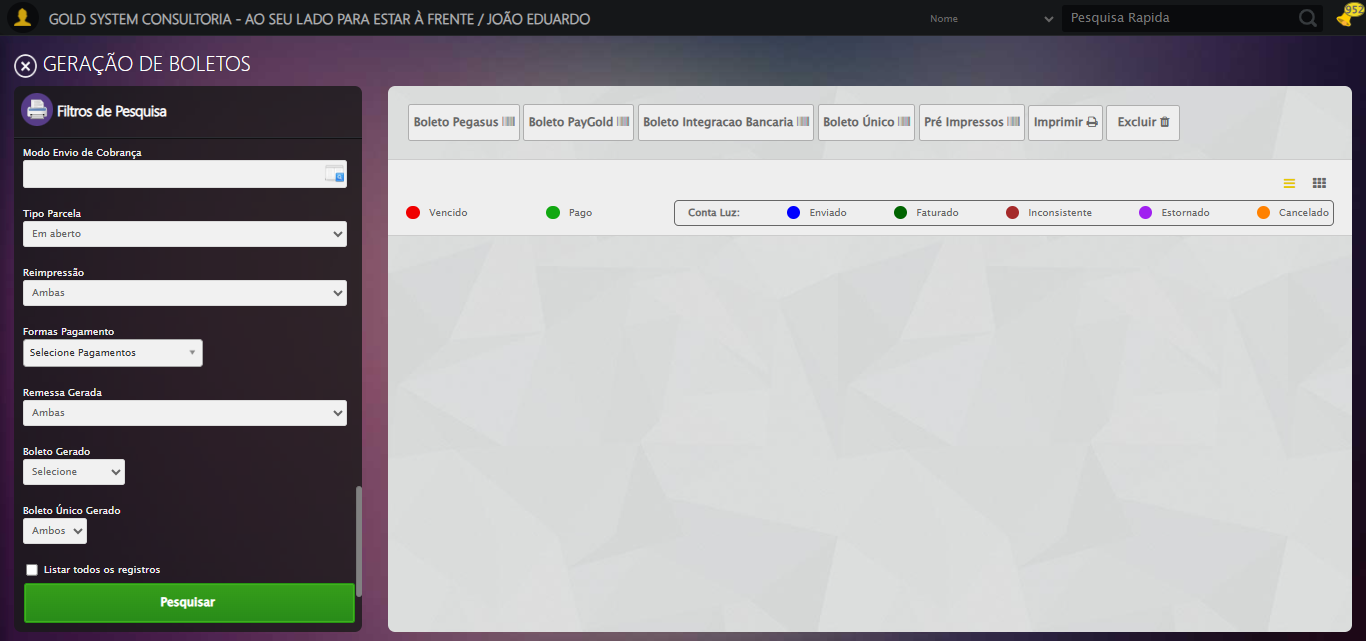 GOLD SYSTEM CONSULTORIA - AO SEU LADO PARA ESTAR À FRENTE / JOÃO EDUARDO
Nome
Pesquisa Rapida
952
GERAÇÃO DE BOLETOS
Filtros de Pesquisa
Modo Envio de Cobrança
Tipo Parcela
Em aberto
Reimpressão
Ambas
Formas Pagamento
Selecione Pagamentos
Remessa Gerada
Ambas
Boleto Gerado
Selecione
Boleto Único Gerado
Ambos
Listar todos os registros
Pesquisar
Boleto Pegasus Boleto PayGold Boleto Integracao Bancaria Boleto Único Pré Impressos Imprimir Excluir
Vencido Pago Conta Luz: Enviado Faturado Inconsistente Estornado Cancelado